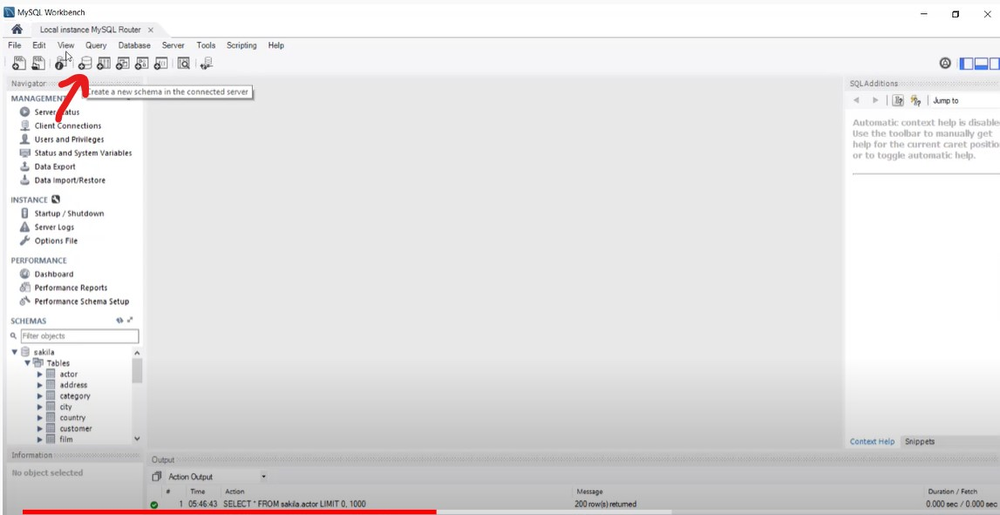 MySQL Workbench
Local instance MySQL Router
File Edit View Query Database Server Tools Scripting Help
Create a new schema in the connected server
Navigator
MANAGEMENT
Server Status
Client Connections
Users and Privileges
Status and System Variables
Data Export
Data Import/Restore
INSTANCE
Startup / Shutdown
Server Logs
Options File
PERFORMANCE
Dashboard
Performance Reports
Performance Schema Setup
SCHEMAS
Filter objects
sakila
Tables
actor
address
category
city
country
customer
film
Information
No object selected
SQLAdditions
Jump to
Automatic context help is disable
Use the toolbar to manually get
help for the current caret positio
or to toggle automatic help.
Context Help Snippets
Output
Action Output
# Time Action Message Duration / Fetch
1 05:46:43 SELECT * FROM sakila.actor LIMIT 0, 1000 200 row(s) returned 0.000 sec / 0.000 sec